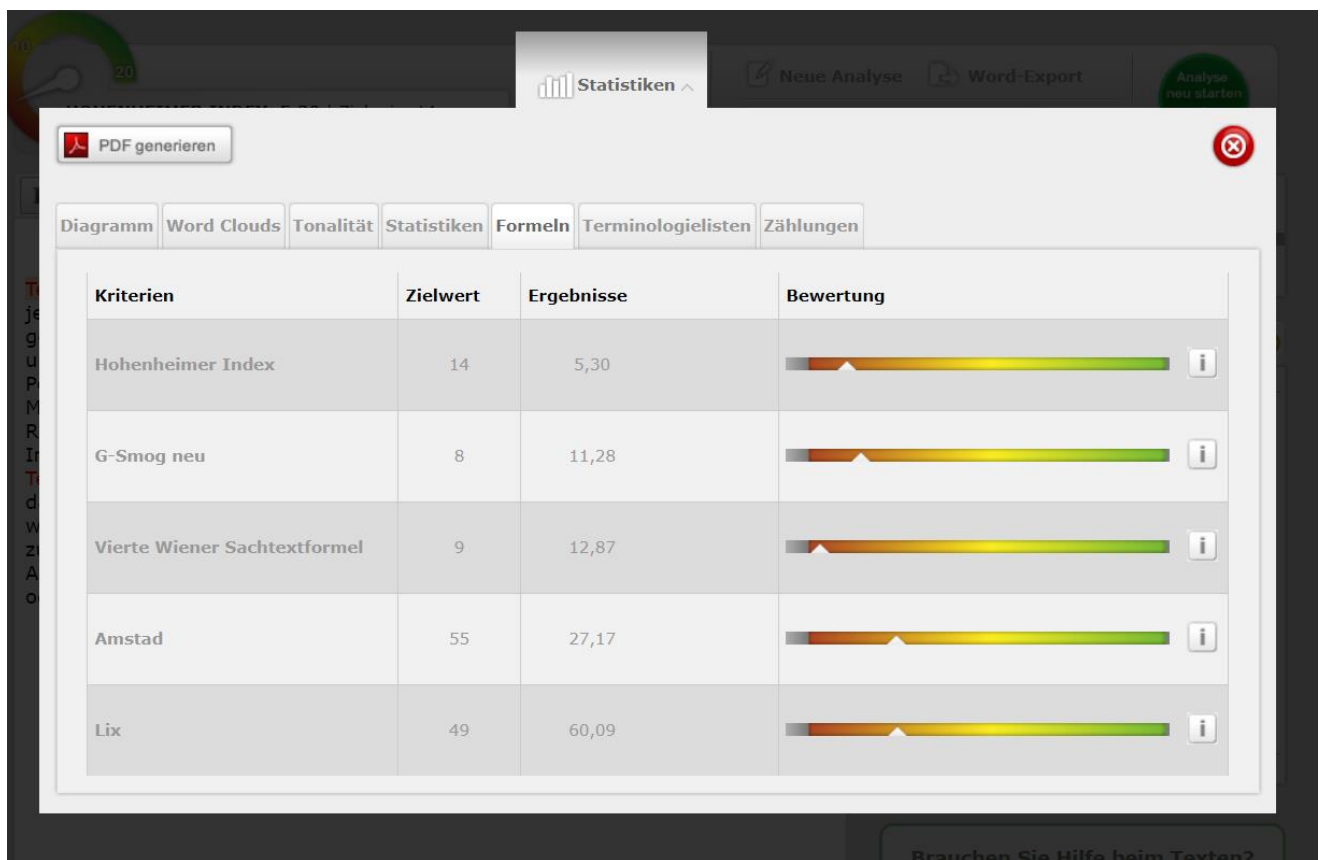 10
20
Statistiken
Neue Analyse
Word-Export
Analyse
neu starten
PDF generieren
Diagramm Word Clouds Tonalität Statistiken Formeln Terminologielisten Zählungen
Kriterien Zielwert Ergebnisse Bewertung
Hohenheimer Index 14 5,30 i
G-Smog neu 8 11,28 i
Vierte Wiener Sachtextformel 9 12,87 i
Amstad 55 27,17 i
Lix 49 60,09 i
Brauchen Sie Hilfe beim Texten?